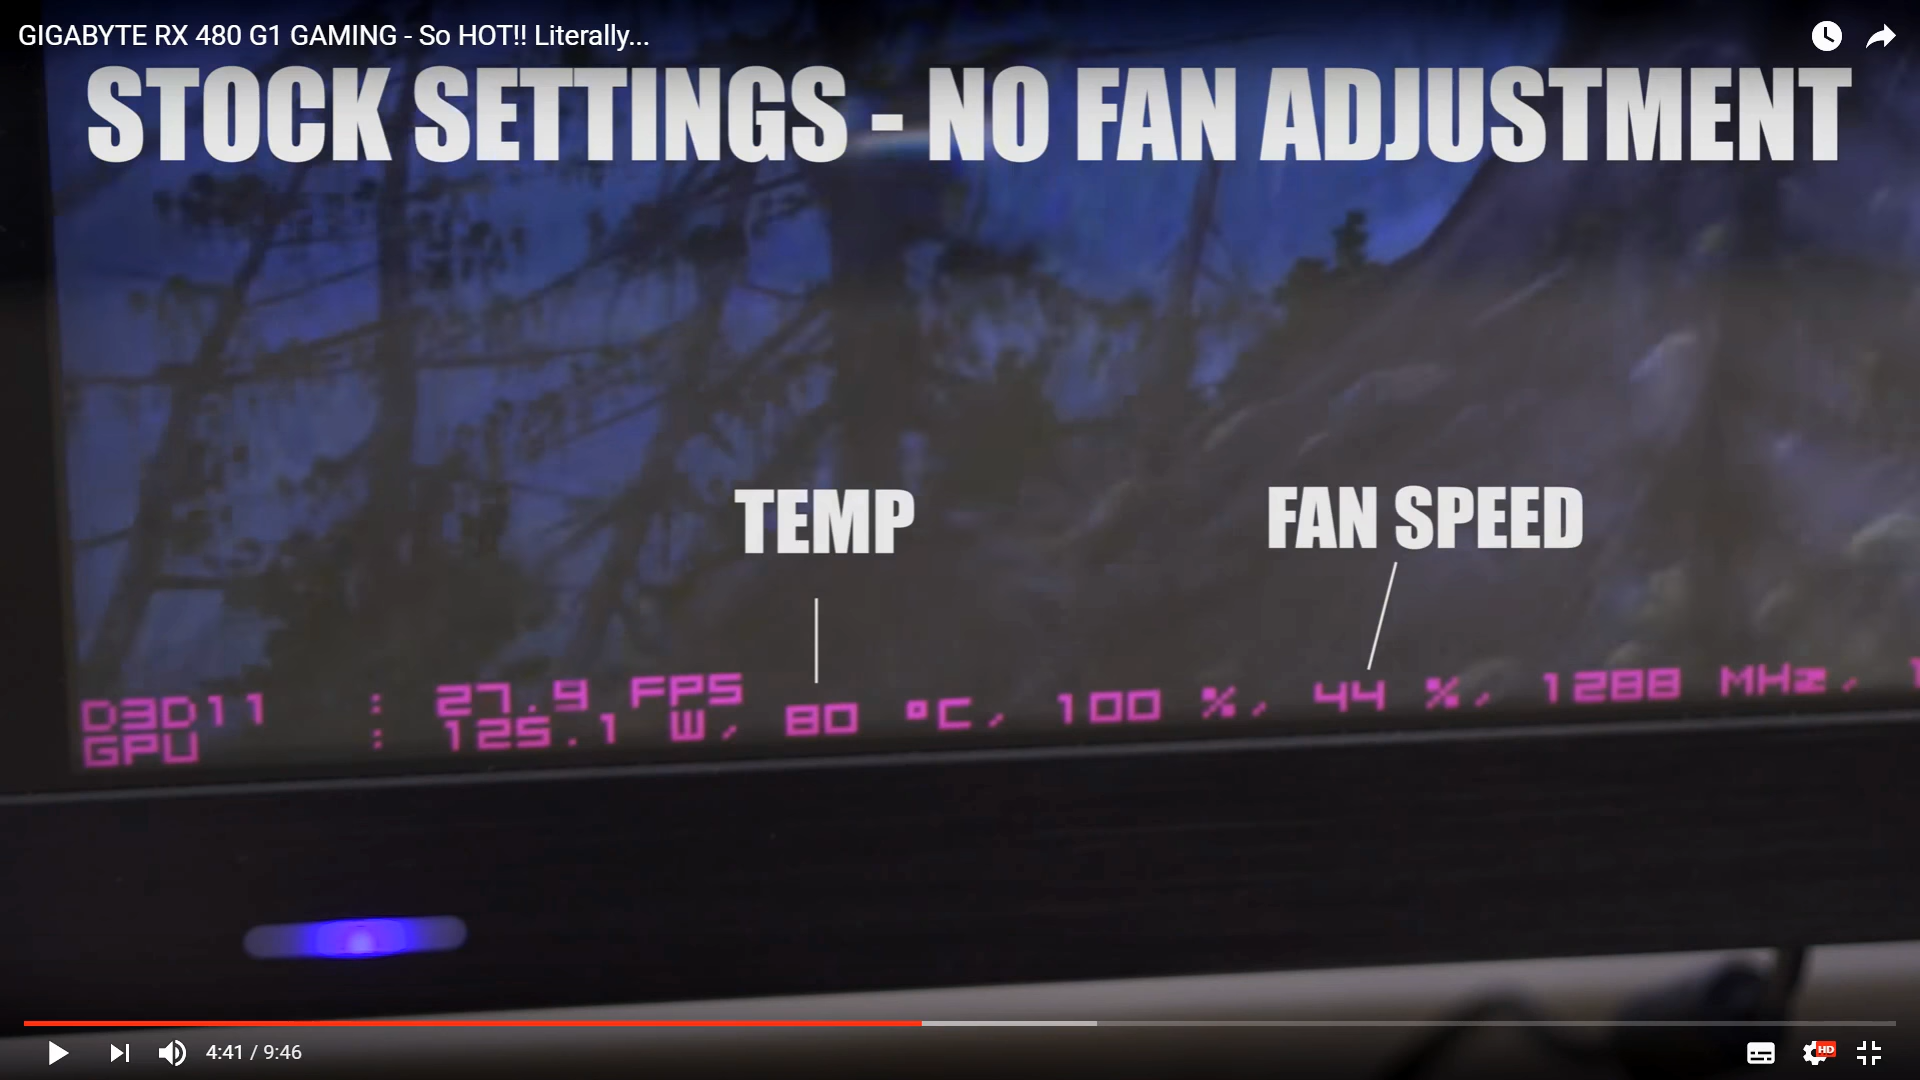 GIGABYTE RX 480 G1 GAMING - So HOT!! Literally...
STOCK SETTINGS - NO FAN ADJUSTMENT
TEMP
FAN SPEED
D3D11 : 27.9 FPS
GPU : 125.1 W, 80 °C, 100 %, 44 %, 1288 MHz,
4:41 / 9:46
HD